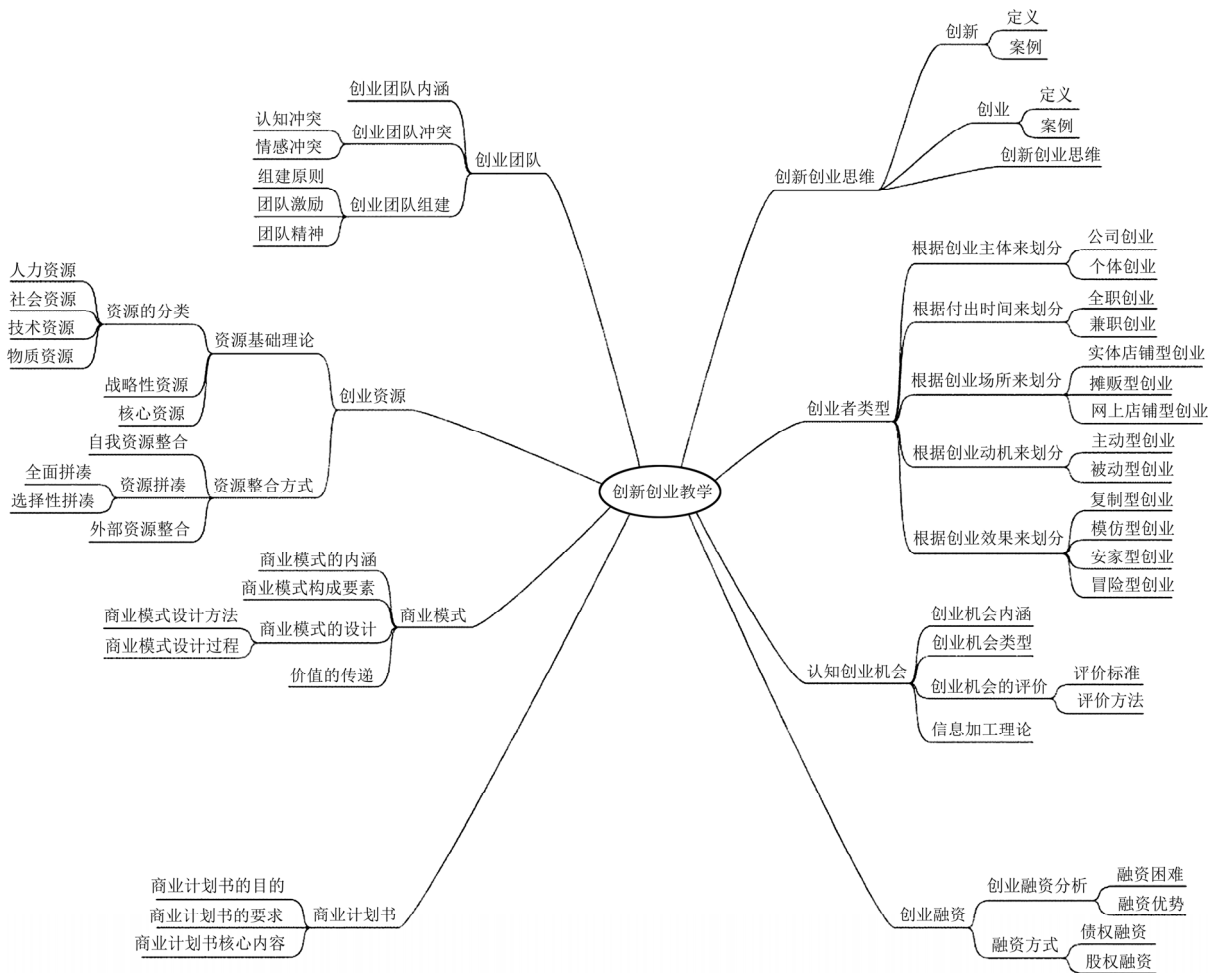 创新创业教学
创新创业思维
创新
定义
案例
创业
定义
案例
创新创业思维
创业者类型
根据创业主体来划分
公司创业
个体创业
根据付出时间来划分
全职创业
兼职创业
根据创业场所来划分
实体店铺型创业
摊贩型创业
网上店铺型创业
根据创业动机来划分
主动型创业
被动型创业
根据创业效果来划分
复制型创业
模仿型创业
安家型创业
冒险型创业
认知创业机会
创业机会内涵
创业机会类型
创业机会的评价
评价标准
评价方法
信息加工理论
创业融资
创业融资分析
融资困难
融资优势
融资方式
债权融资
股权融资
创业团队
创业团队内涵
创业团队冲突
认知冲突
情感冲突
创业团队组建
组建原则
团队激励
团队精神
创业资源
资源基础理论
资源的分类
人力资源
社会资源
技术资源
物质资源
战略性资源
核心资源
资源整合方式
自我资源整合
资源拼凑
全面拼凑
选择性拼凑
外部资源整合
商业模式
商业模式的内涵
商业模式构成要素
商业模式的设计
商业模式设计方法
商业模式设计过程
价值的传递
商业计划书
商业计划书的目的
商业计划书的要求
商业计划书核心内容